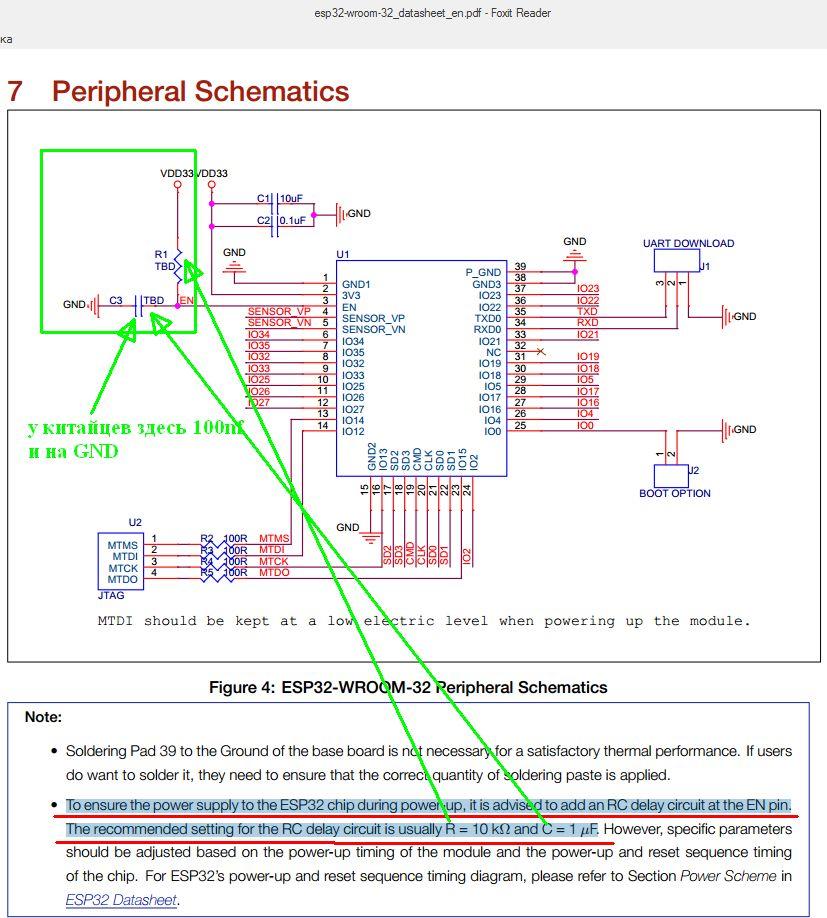 esp32-wroom-32_datasheet_en.pdf - Foxit Reader
ка
7 Peripheral Schematics
VDD33 VDD33
C1 10uF
C2 0.1uF
GND
R1
TBD
GND
GND
C3 TBD EN
U1
GND
UART DOWNLOAD
J1
3 2 1
GND
1 GND1
2 3V3
3 EN
SENSOR_VP 4 SENSOR_VP
SENSOR_VN 5 SENSOR_VN
IO34 6 IO34
IO35 7 IO35
IO32 8 IO32
IO33 9 IO33
IO25 10 IO25
IO26 11 IO26
IO27 12 IO27
13 IO14
14 IO12
P_GND 39
GND3 38
IO23 37 IO23
IO22 36 IO22
TXD0 35 TXD
RXD0 34 RXD
IO21 33 IO21
NC 32
IO19 31 IO19
IO18 30 IO18
IO5 29 IO5
IO17 28 IO17
IO16 27 IO16
IO4 26 IO4
IO0 25 IO0
GND
1 2
J2
BOOT OPTION
у китайцев здесь 100nf
и на GND
GND2 IO13 SD2 SD3 CMD CLK SD0 SD1 IO15 IO2
15 16 17 18 19 20 21 22 23 24
GND
SD2 SD3 CMD CLK SD0 SD1 IO2
U2
MTMS 1 R2 100R MTMS
MTDI 2 R3 100R MTDI
MTCK 3 R4 100R MTCK
MTDO 4 R5 100R MTDO
JTAG
MTDI should be kept at a low electric level when powering up the module.
Figure 4: ESP32-WROOM-32 Peripheral Schematics
Note:
• Soldering Pad 39 to the Ground of the base board is not necessary for a satisfactory thermal performance. If users
do want to solder it, they need to ensure that the correct quantity of soldering paste is applied.
• To ensure the power supply to the ESP32 chip during power-up, it is advised to add an RC delay circuit at the EN pin.
The recommended setting for the RC delay circuit is usually R = 10 kΩ and C = 1 µF. However, specific parameters
should be adjusted based on the power-up timing of the module and the power-up and reset sequence timing
of the chip. For ESP32's power-up and reset sequence timing diagram, please refer to Section Power Scheme in
ESP32 Datasheet.